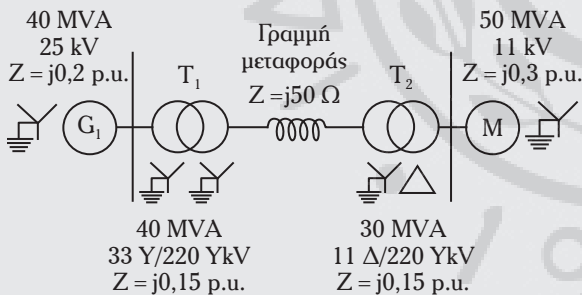 40 MVA
25 kV
Z = j0,2 p.u.
G1
T1
Γραμμή
μεταφοράς
Z = j50 Ω
T2
50 MVA
11 kV
Z = j0,3 p.u.
M
40 MVA
33 Y/220 YkV
Z = j0,15 p.u.
30 MVA
11 Δ/220 YkV
Z = j0,15 p.u.